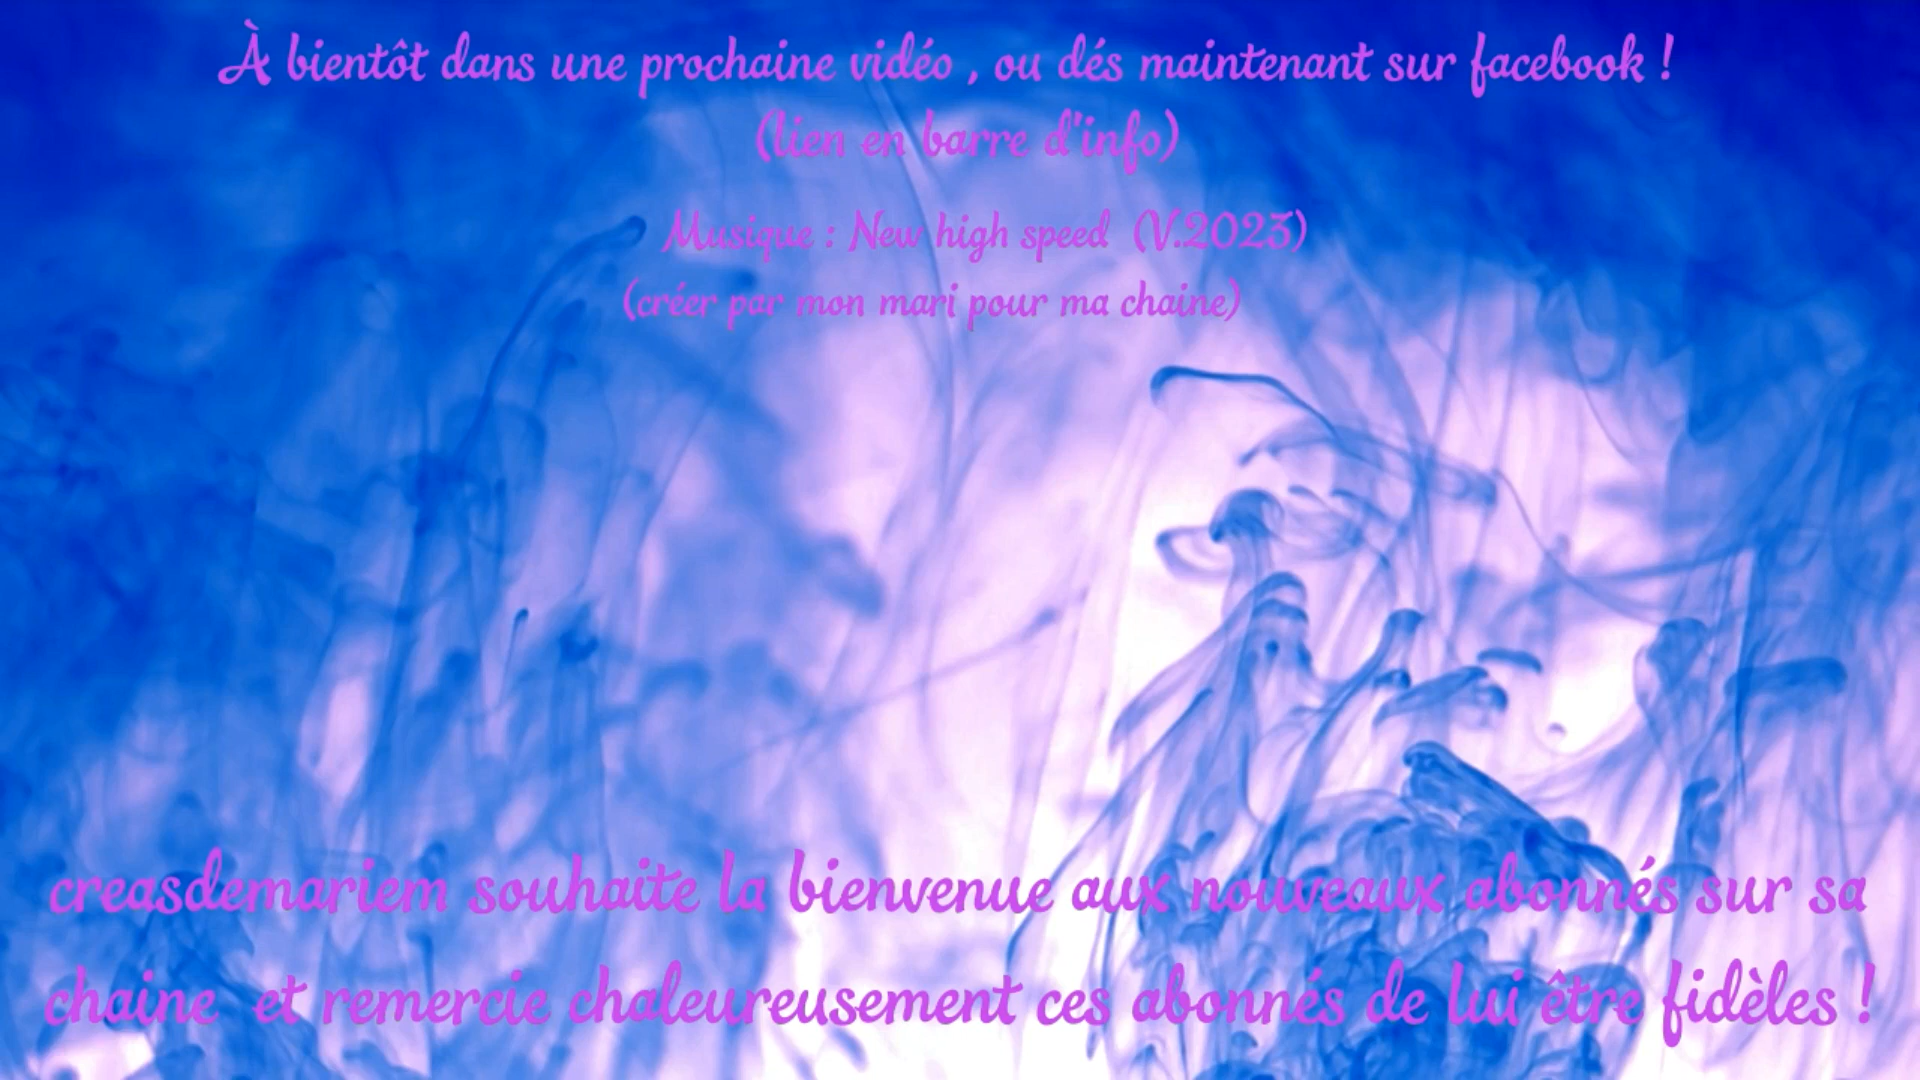 À bientôt dans une prochaine vidéo , ou dés maintenant sur facebook !
(lien en barre d'info)
Musique : New high speed (V.2023)
(créer par mon mari pour ma chaine)
creasdemariem souhaite la bienvenue aux nouveaux abonnés sur sa
chaine et remercie chaleureusement ces abonnés de lui être fidèles !